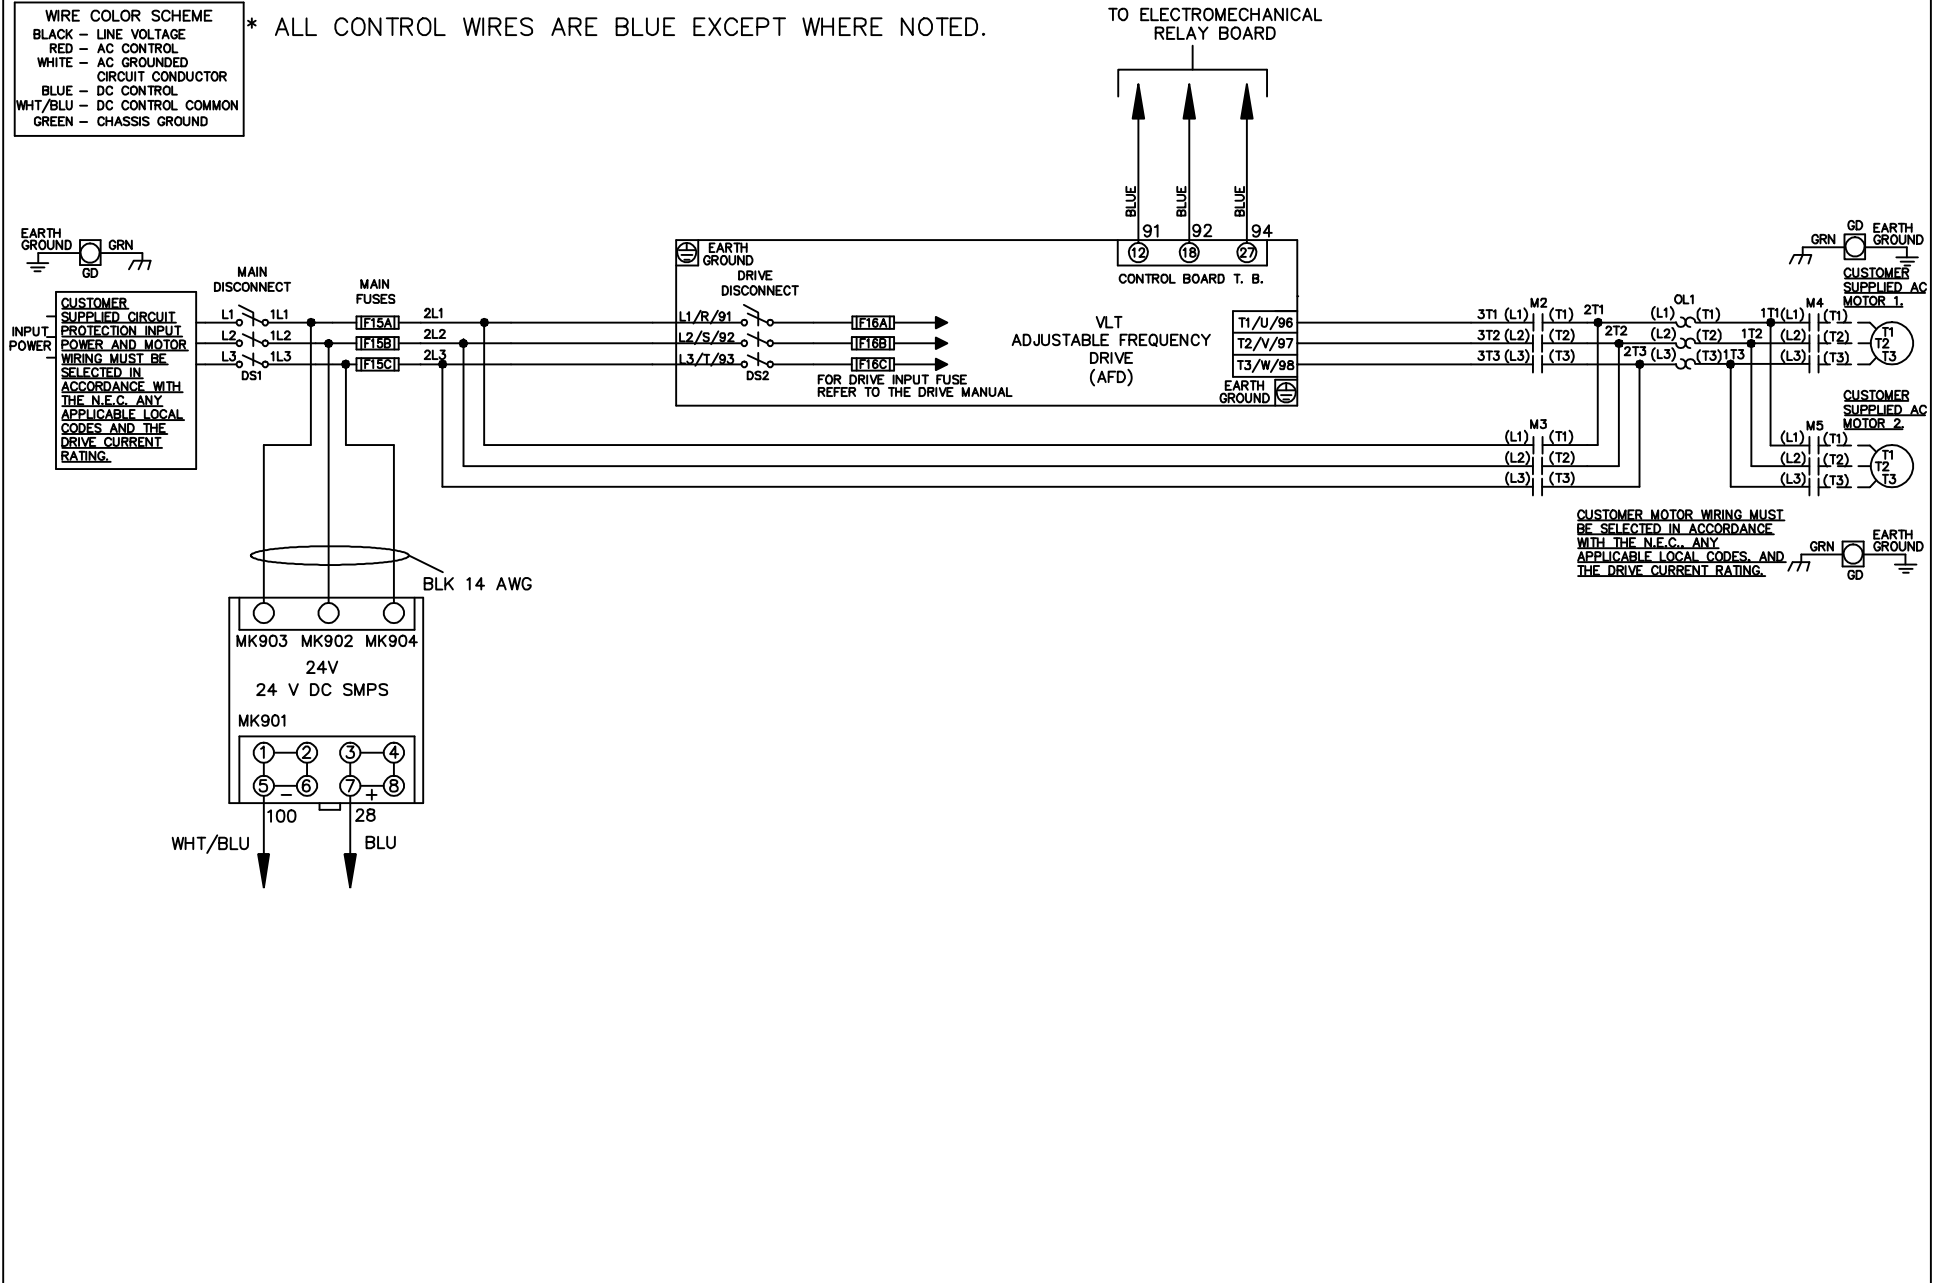 WIRE COLOR SCHEME
BLACK – LINE VOLTAGE
RED – AC CONTROL
WHITE – AC GROUNDED
CIRCUIT CONDUCTOR
BLUE – DC CONTROL
WHT/BLU – DC CONTROL COMMON
GREEN – CHASSIS GROUND
* ALL CONTROL WIRES ARE BLUE EXCEPT WHERE NOTED.
TO ELECTROMECHANICAL
RELAY BOARD
BLUE
BLUE
BLUE
91
92
94
12
18
27
CONTROL BOARD T. B.
EARTH
GROUND
GRN
GD
INPUT
POWER
CUSTOMER
SUPPLIED CIRCUIT
PROTECTION INPUT
POWER AND MOTOR
WIRING MUST BE
SELECTED IN
ACCORDANCE WITH
THE N.E.C. ANY
APPLICABLE LOCAL
CODES AND THE
DRIVE CURRENT
RATING.
MAIN
DISCONNECT
L1
1L1
L2
1L2
L3
1L3
DS1
MAIN
FUSES
F15A
F15B
F15C
2L1
2L2
2L3
EARTH
GROUND
DRIVE
DISCONNECT
L1/R/91
L2/S/92
L3/T/93
DS2
F16A
F16B
F16C
FOR DRIVE INPUT FUSE
REFER TO THE DRIVE MANUAL
VLT
ADJUSTABLE FREQUENCY
DRIVE
(AFD)
T1/U/96
T2/V/97
T3/W/98
EARTH
GROUND
M2
3T1 (L1) (T1) 2T1
3T2 (L2) (T2) 2T2
3T3 (L3) (T3) 2T3
OL1
(L1) (T1) 1T1
(L2) (T2) 1T2
(L3) (T3) 1T3
M4
(L1) (T1)
(L2) (T2)
(L3) (T3)
T1
T2
T3
GRN
GD
EARTH
GROUND
CUSTOMER
SUPPLIED AC
MOTOR 1.
M3
(L1) (T1)
(L2) (T2)
(L3) (T3)
M5
(L1) (T1)
(L2) (T2)
(L3) (T3)
T1
T2
T3
CUSTOMER
SUPPLIED AC
MOTOR 2.
CUSTOMER MOTOR WIRING MUST
BE SELECTED IN ACCORDANCE
WITH THE N.E.C., ANY
APPLICABLE LOCAL CODES, AND
THE DRIVE CURRENT RATING.
GRN
GD
EARTH
GROUND
BLK 14 AWG
MK903 MK902 MK904
24V
24 V DC SMPS
MK901
1 2 3 4
5 6 7 8
– +
100
28
WHT/BLU
BLU